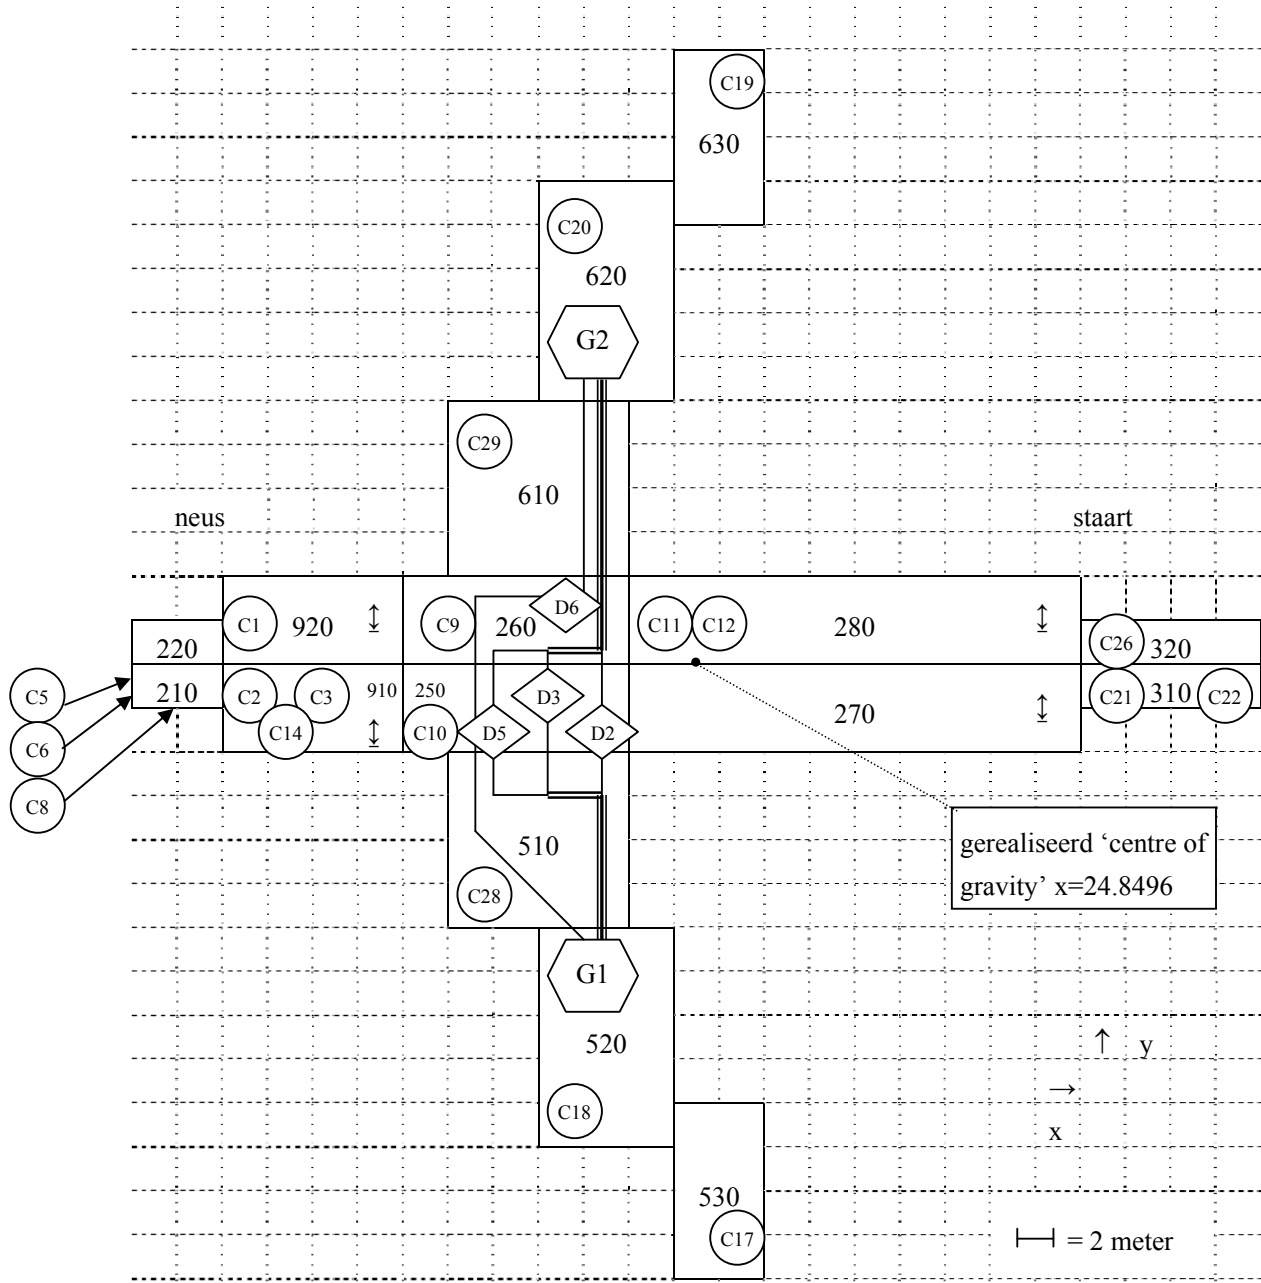 C19
630
C20
620
G2
C29
610
neus
staart
D6
C1
920
↕
C9
260
C11
C12
280
↕
C26
320
220
C5
210
C2
C3
910
250
D3
C21
310
C22
C6
C14
↕
C10
D5
D2
270
↕
C8
510
gerealiseerd ‘centre of
gravity’ x=24.8496
C28
G1
520
↑ y
→
x
C18
530
C17
= 2 meter